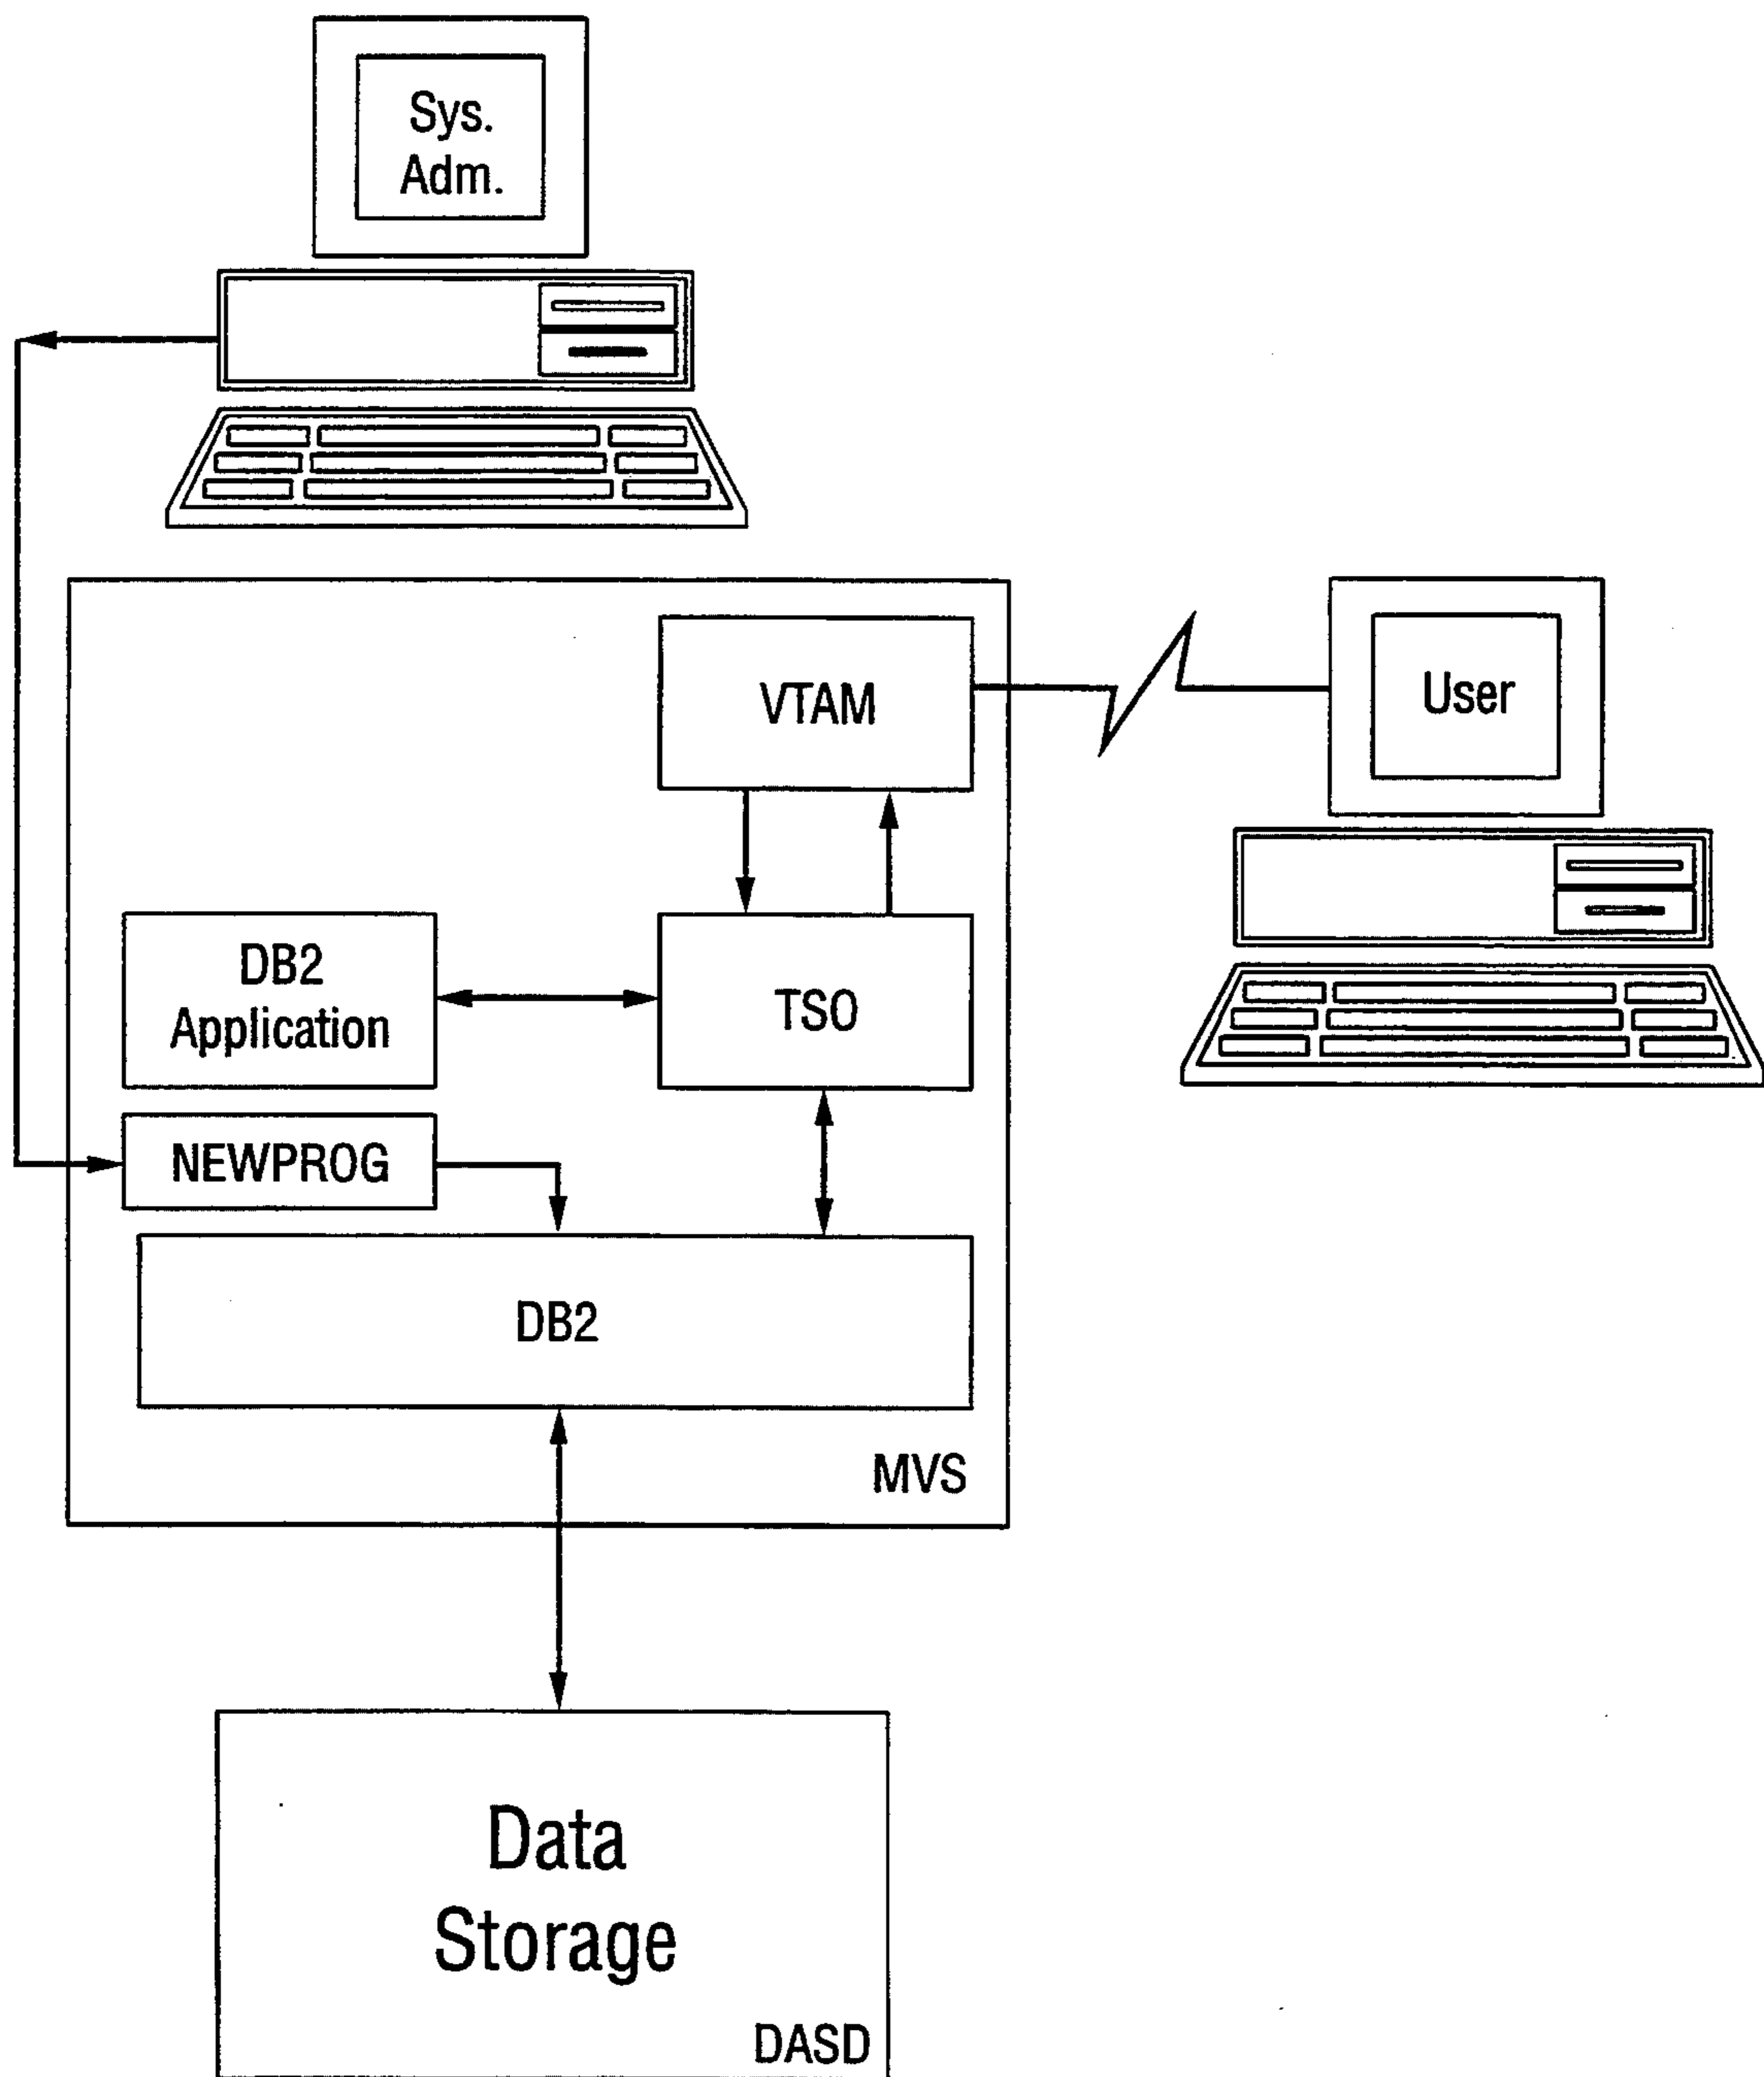 Sys.
Adm.
VTAM
User
DB2
Application
TSO
NEWPROG
DB2
MVS
Data
Storage
DASD